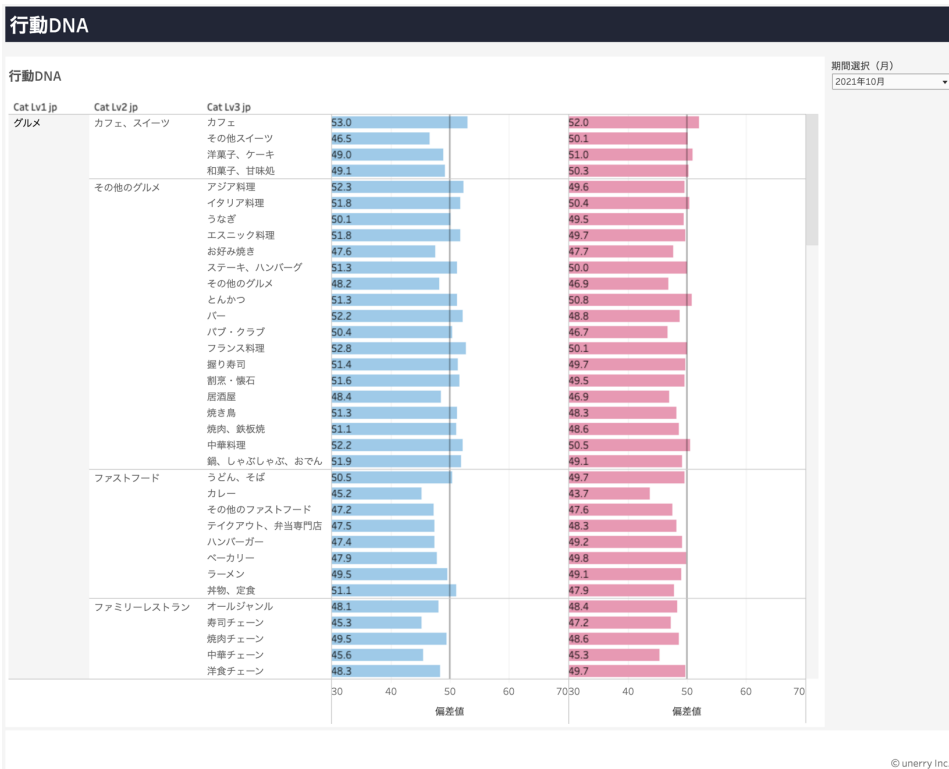 行動DNA
期間選択（月）
2021年10月
行動DNA
Cat Lv1 jp Cat Lv2 jp Cat Lv3 jp
グルメ カフェ、スイーツ カフェ 53.0 52.0
その他スイーツ 46.5 50.1
洋菓子、ケーキ 49.0 51.0
和菓子、甘味処 49.1 50.3
その他のグルメ アジア料理 52.3 49.6
イタリア料理 51.8 50.4
うなぎ 50.1 49.5
エスニック料理 51.8 49.7
お好み焼き 47.6 47.7
ステーキ、ハンバーグ 51.3 50.0
その他のグルメ 48.2 46.9
とんかつ 51.3 50.8
バー 52.2 48.8
パブ・クラブ 50.4 46.7
フランス料理 52.8 50.1
握り寿司 51.4 49.7
割烹・懐石 51.6 49.5
居酒屋 48.4 46.9
焼き鳥 51.3 48.3
焼肉、鉄板焼 51.1 48.6
中華料理 52.2 50.5
鍋、しゃぶしゃぶ、おでん 51.9 49.1
ファストフード うどん、そば 50.5 49.7
カレー 45.2 43.7
その他のファストフード 47.2 47.6
テイクアウト、弁当専門店 47.5 48.3
ハンバーガー 47.4 49.2
ベーカリー 47.9 49.8
ラーメン 49.5 49.1
丼物、定食 51.1 47.9
ファミリーレストラン オールジャンル 48.1 48.4
寿司チェーン 45.3 47.2
焼肉チェーン 49.5 48.6
中華チェーン 45.6 45.3
洋食チェーン 48.3 49.7
30 40 50 60 70 30 40 50 60 70
偏差値 偏差値
© unerry Inc